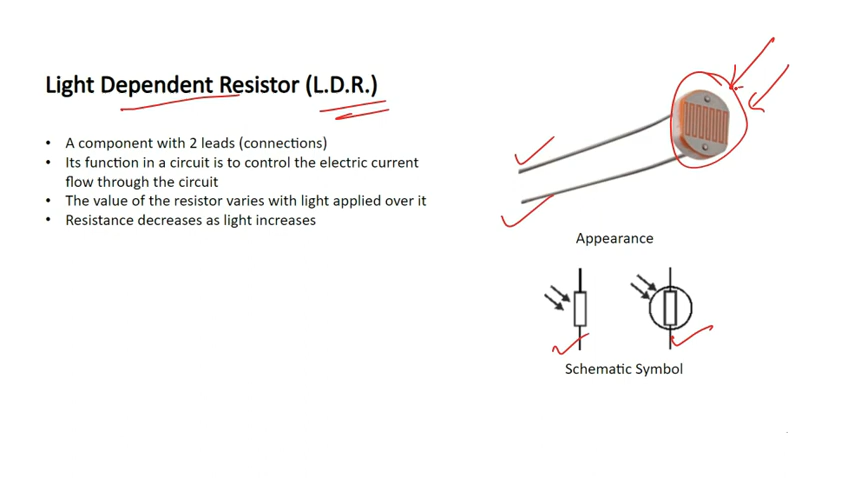 Light Dependent Resistor (L.D.R.)
• A component with 2 leads (connections)
• Its function in a circuit is to control the electric current
flow through the circuit
• The value of the resistor varies with light applied over it
• Resistance decreases as light increases
Appearance
Schematic Symbol